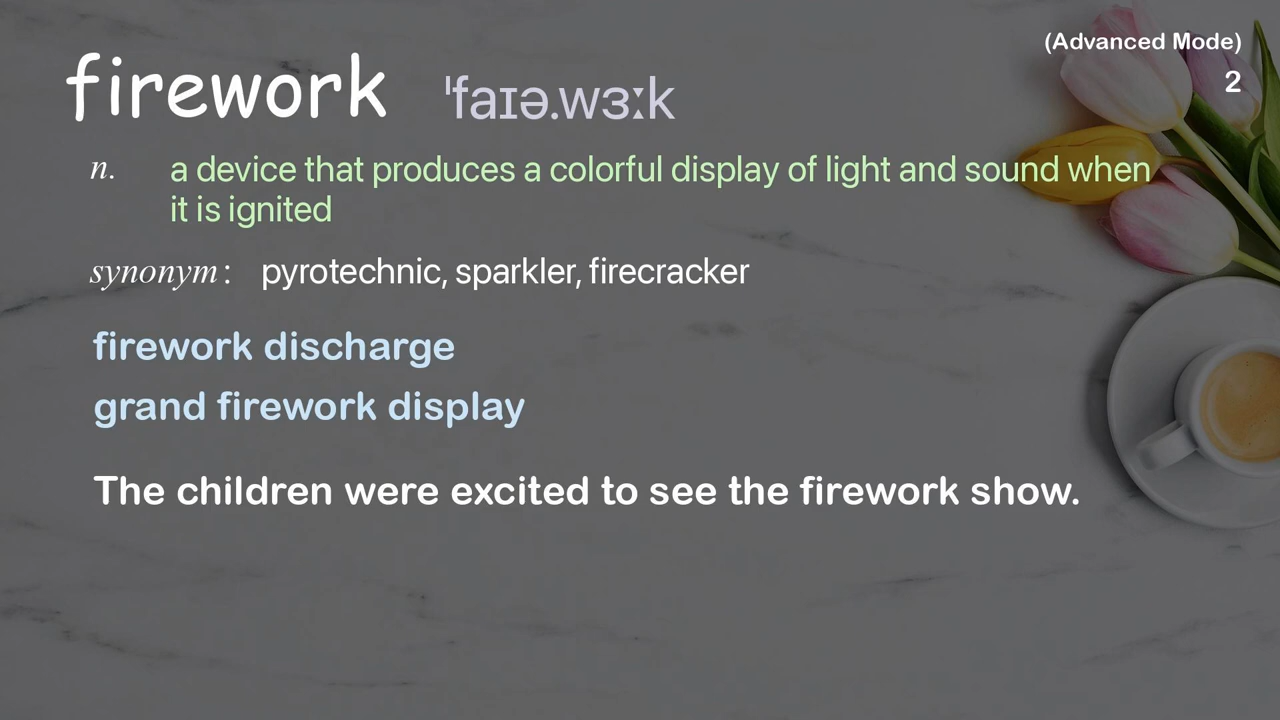 (Advanced Mode)
2
firework ˈfaɪə.wɜːk
n. a device that produces a colorful display of light and sound when
it is ignited
synonym: pyrotechnic, sparkler, firecracker
firework discharge
grand firework display
The children were excited to see the firework show.